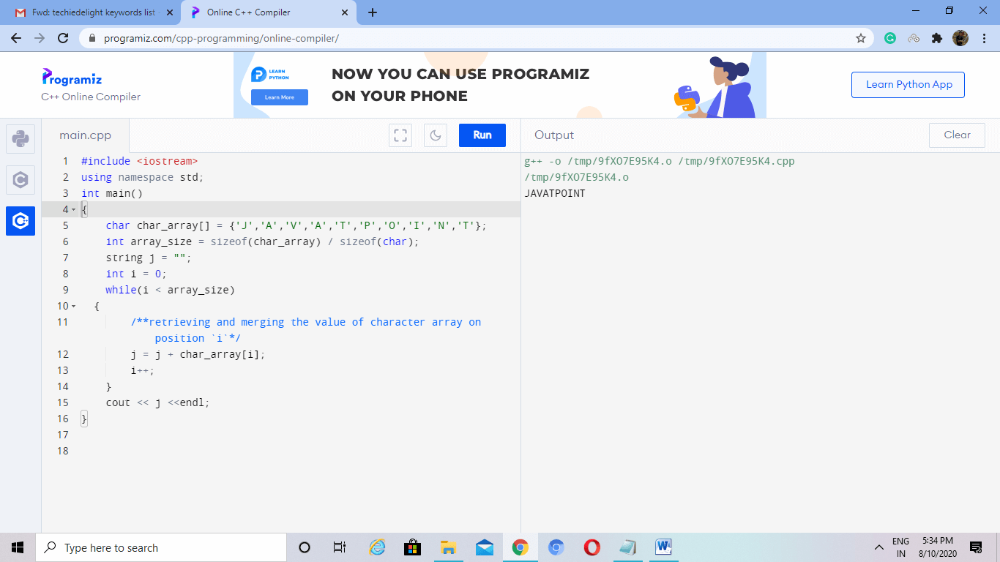 Fwd: techiedelight keywords list -
Online C++ Compiler
programiz.com/cpp-programming/online-compiler/
Programiz
C++ Online Compiler
LEARN
PYTHON
Learn More
NOW YOU CAN USE PROGRAMIZ
ON YOUR PHONE
Learn Python App
main.cpp
Run
Output
Clear
1 #include <iostream>
2 using namespace std;
3 int main()
4 {
5 char char_array[] = {'J','A','V','A','T','P','O','I','N','T'};
6 int array_size = sizeof(char_array) / sizeof(char);
7 string j = "";
8 int i = 0;
9 while(i < array_size)
10 {
11 /**retrieving and merging the value of character array on
position `i`*/
12 j = j + char_array[i];
13 i++;
14 }
15 cout << j <<endl;
16 }
17
18
g++ -o /tmp/9fXO7E95K4.o /tmp/9fXO7E95K4.cpp
/tmp/9fXO7E95K4.o
JAVATPOINT
Type here to search
ENG
IN
5:34 PM
8/10/2020